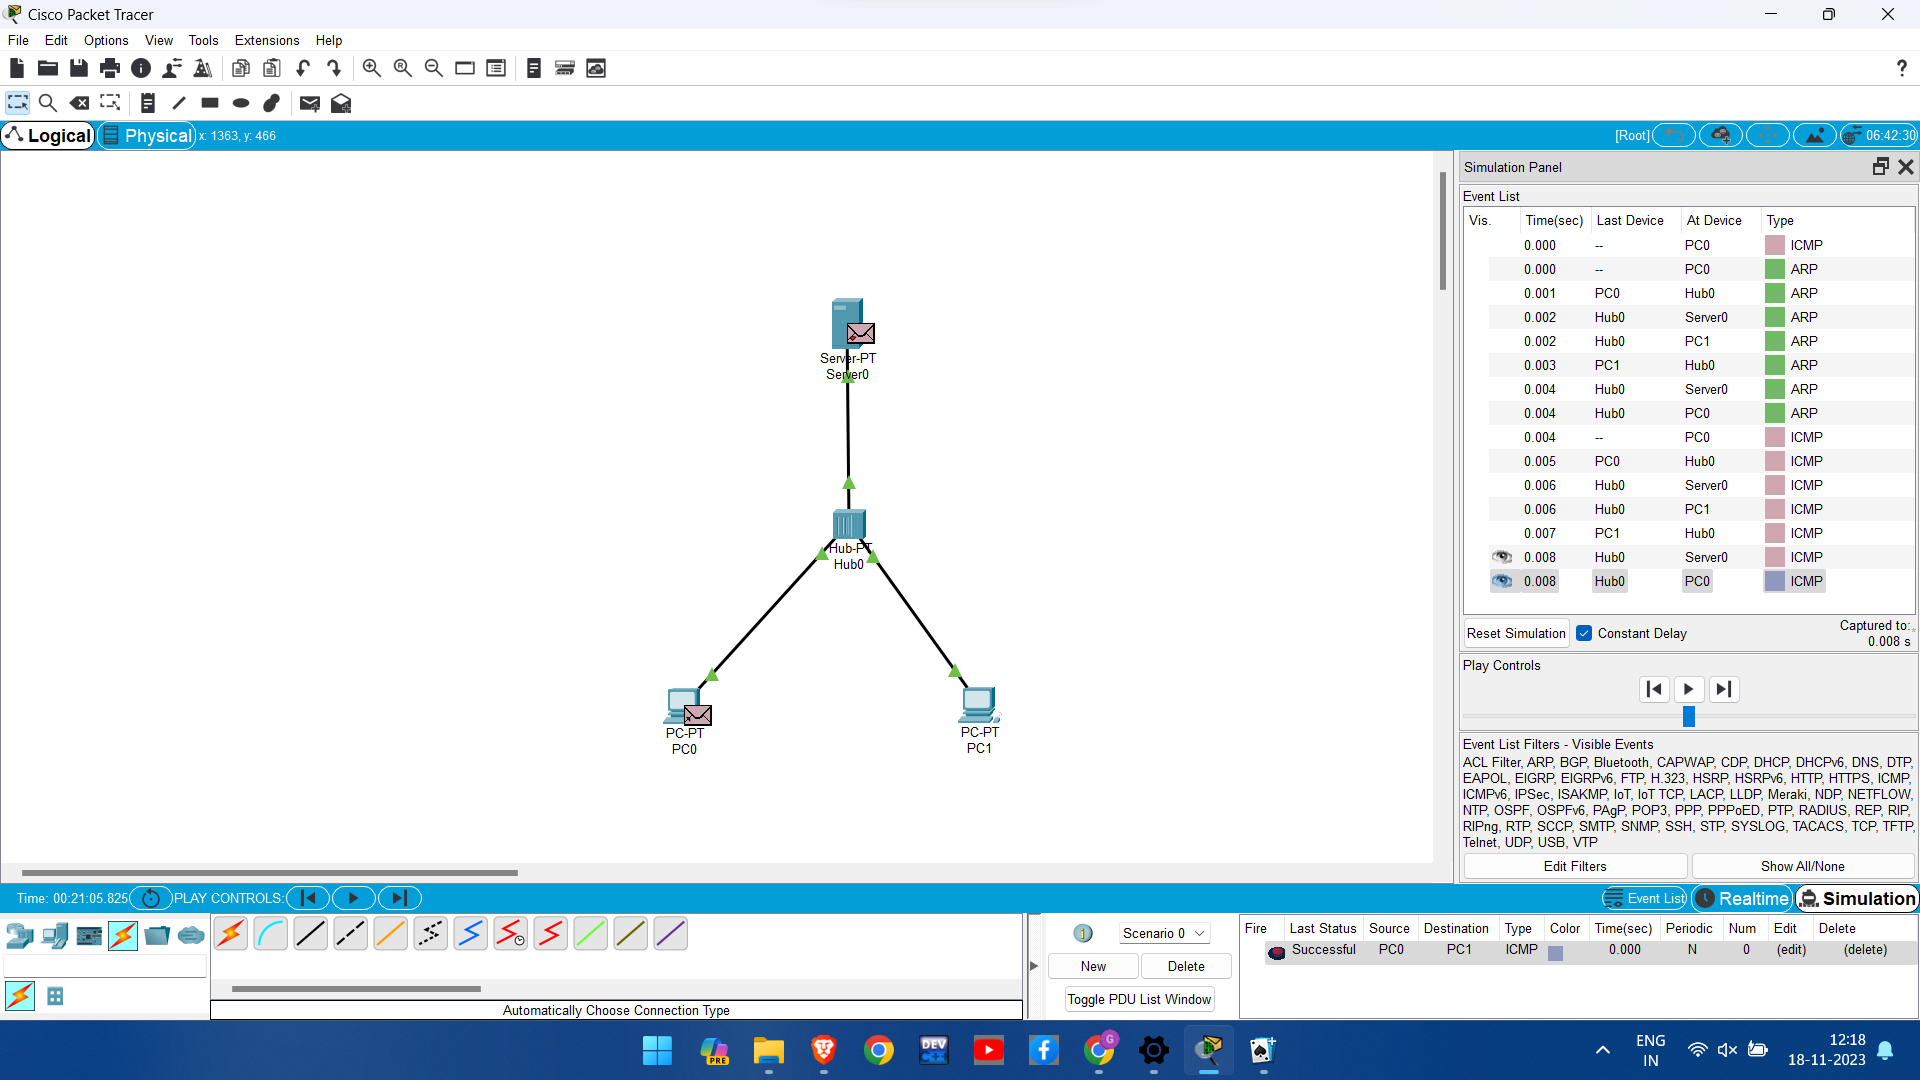 Cisco Packet Tracer
File Edit Options View Tools Extensions Help
?
Logical Physical x: 1363, y: 466 [Root] 06:42:30
Simulation Panel
Event List
Vis. Time(sec) Last Device At Device Type
0.000 -- PC0 ICMP
0.000 -- PC0 ARP
0.001 PC0 Hub0 ARP
0.002 Hub0 Server0 ARP
0.002 Hub0 PC1 ARP
0.003 PC1 Hub0 ARP
0.004 Hub0 Server0 ARP
0.004 Hub0 PC0 ARP
0.004 -- PC0 ICMP
0.005 PC0 Hub0 ICMP
0.006 Hub0 Server0 ICMP
0.006 Hub0 PC1 ICMP
0.007 PC1 Hub0 ICMP
0.008 Hub0 Server0 ICMP
0.008 Hub0 PC0 ICMP
Reset Simulation Constant Delay Captured to:
0.008 s
Play Controls
Event List Filters - Visible Events
ACL Filter, ARP, BGP, Bluetooth, CAPWAP, CDP, DHCP, DHCPv6, DNS, DTP,
EAPOL, EIGRP, EIGRPv6, FTP, H.323, HSRP, HSRPv6, HTTP, HTTPS, ICMP,
ICMPv6, IPSec, ISAKMP, IoT, IoT TCP, LACP, LLDP, Meraki, NDP, NETFLOW,
NTP, OSPF, OSPFv6, PAgP, POP3, PPP, PPPoED, PTP, RADIUS, REP, RIP,
RIPng, RTP, SCCP, SMTP, SNMP, SSH, STP, SYSLOG, TACACS, TCP, TFTP,
Telnet, UDP, USB, VTP
Edit Filters Show All/None
Server-PT
Server0
Hub-PT
Hub0
PC-PT
PC0
PC-PT
PC1
Time: 00:21:05.825 PLAY CONTROLS: Event List Realtime Simulation
Automatically Choose Connection Type
Scenario 0
New Delete
Toggle PDU List Window
Fire Last Status Source Destination Type Color Time(sec) Periodic Num Edit Delete
Successful PC0 PC1 ICMP 0.000 N 0 (edit) (delete)
PRE
DEV
C++
G
ENG
IN
12:18
18-11-2023